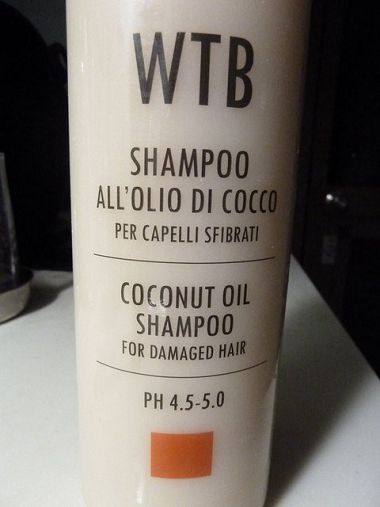 WTB
SHAMPOO
ALL'OLIO DI COCCO
PER CAPELLI SFIBRATI
COCONUT OIL
SHAMPOO
FOR DAMAGED HAIR
PH 4.5-5.0